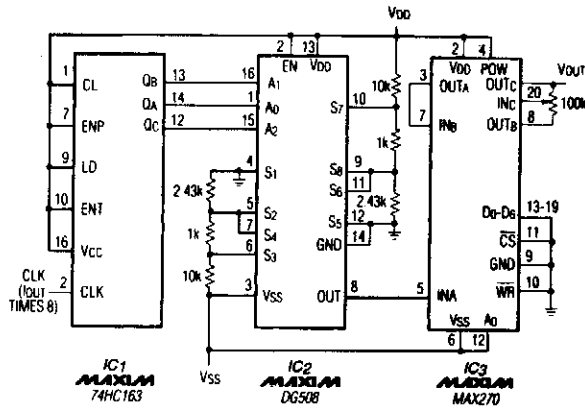 VDD
1 CL
7 ENP
9 LD
10 ENT
16 VCC
CLK 2 CLK
(fOUT
TIMES 8)
QB 13
QA 14
QC 12
IC1
MAXIM
74HC163
2 13
EN VDD
16 A1
1 A0
15 A2
4 S1
2.43k
5 S2
7 S4
1k
6 S3
10k
3 VSS
S7 10
S8 9
S6 11
S5 12
GND 14
OUT 8
10k
1k
2.43k
VSS
IC2
MAXIM
DG508
2 4
VDD POW
3 OUTA
7 INB
OUTC VOUT
INC 20
100k
OUTB 8
D0-D6 13-19
CS 11
GND 9
WR 10
5 INA
VSS A0
6 12
IC3
MAXIM
MAX270